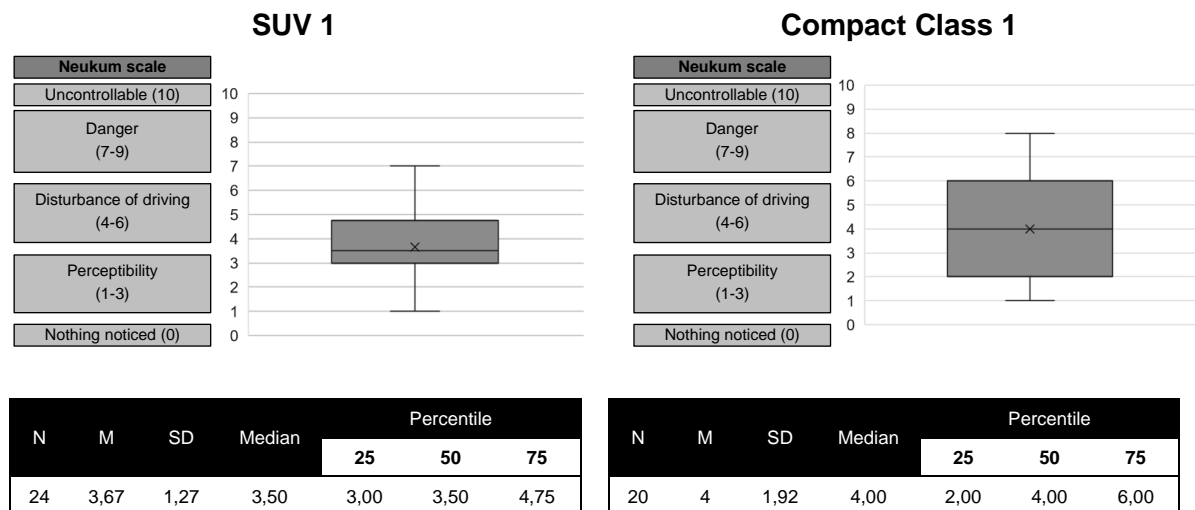 SUV 1
Neukum scale
Uncontrollable (10)
Danger
(7-9)
Disturbance of driving
(4-6)
Perceptibility
(1-3)
Nothing noticed (0)
10
9
8
7
6
5
4
3
2
1
0
Compact Class 1
Neukum scale
Uncontrollable (10)
Danger
(7-9)
Disturbance of driving
(4-6)
Perceptibility
(1-3)
Nothing noticed (0)
10
9
8
7
6
5
4
3
2
1
0
N M SD Median Percentile
25 50 75
24 3,67 1,27 3,50 3,00 3,50 4,75
N M SD Median Percentile
25 50 75
20 4 1,92 4,00 2,00 4,00 6,00